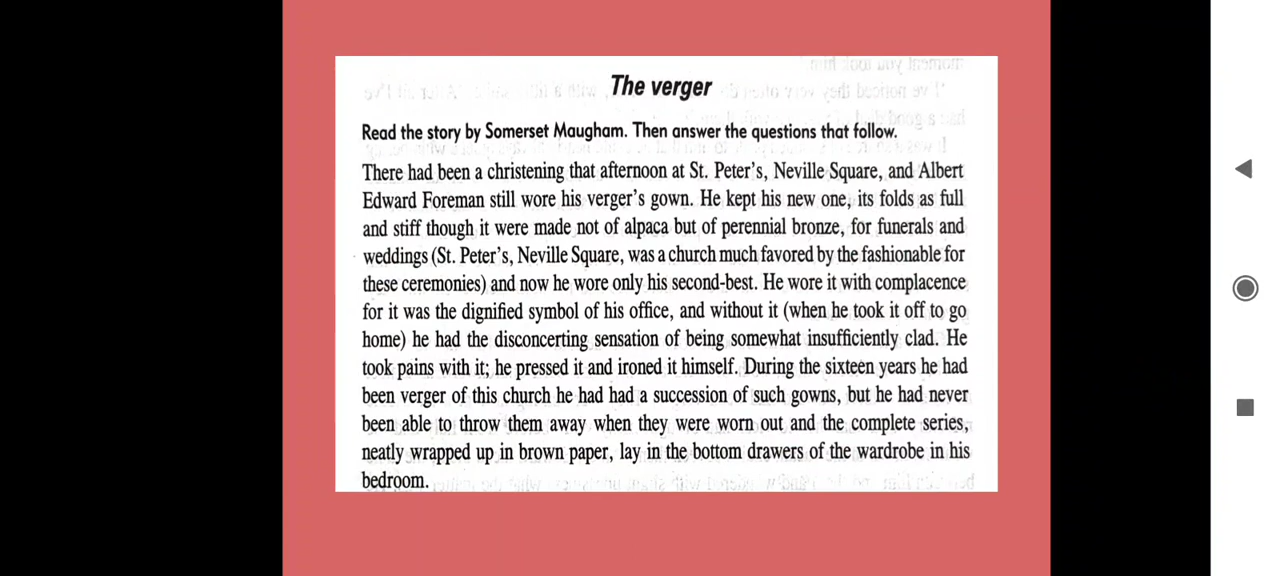 The verger
Read the story by Somerset Maugham. Then answer the questions that follow.
There had been a christening that afternoon at St. Peter's, Neville Square, and Albert
Edward Foreman still wore his verger's gown. He kept his new one, its folds as full
and stiff though it were made not of alpaca but of perennial bronze, for funerals and
weddings (St. Peter's, Neville Square, was a church much favored by the fashionable for
these ceremonies) and now he wore only his second-best. He wore it with complacence
for it was the dignified symbol of his office, and without it (when he took it off to go
home) he had the disconcerting sensation of being somewhat insufficiently clad. He
took pains with it; he pressed it and ironed it himself. During the sixteen years he had
been verger of this church he had had a succession of such gowns, but he had never
been able to throw them away when they were worn out and the complete series,
neatly wrapped up in brown paper, lay in the bottom drawers of the wardrobe in his
bedroom.